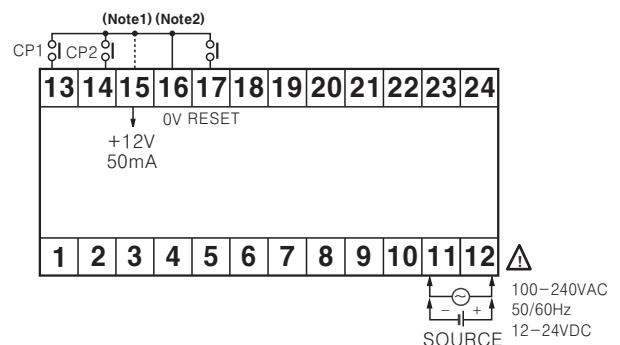 (Note1) (Note2)
CP1 CP2
13 14 15 16 17 18 19 20 21 22 23 24
0V RESET
+12V
50mA
1 2 3 4 5 6 7 8 9 10 11 12
!
100-240VAC
50/60Hz
- +
12-24VDC
SOURCE